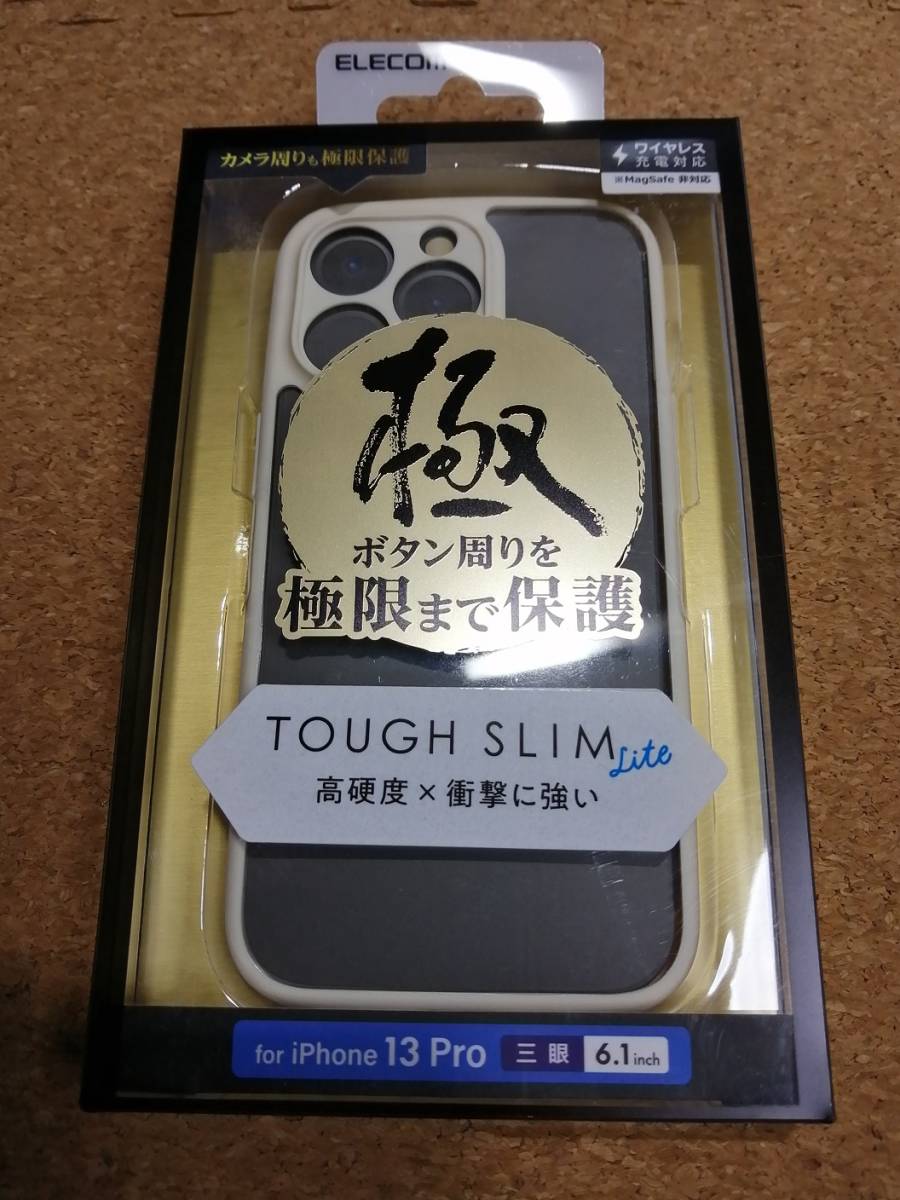 ELECOM
カメラ周りも極限保護
ワイヤレス
充電対応
※MagSafe 非対応
極
ボタン周りを
極限まで保護
TOUGH SLIM Lite
高硬度×衝撃に強い
for iPhone 13 Pro 三眼 6.1inch